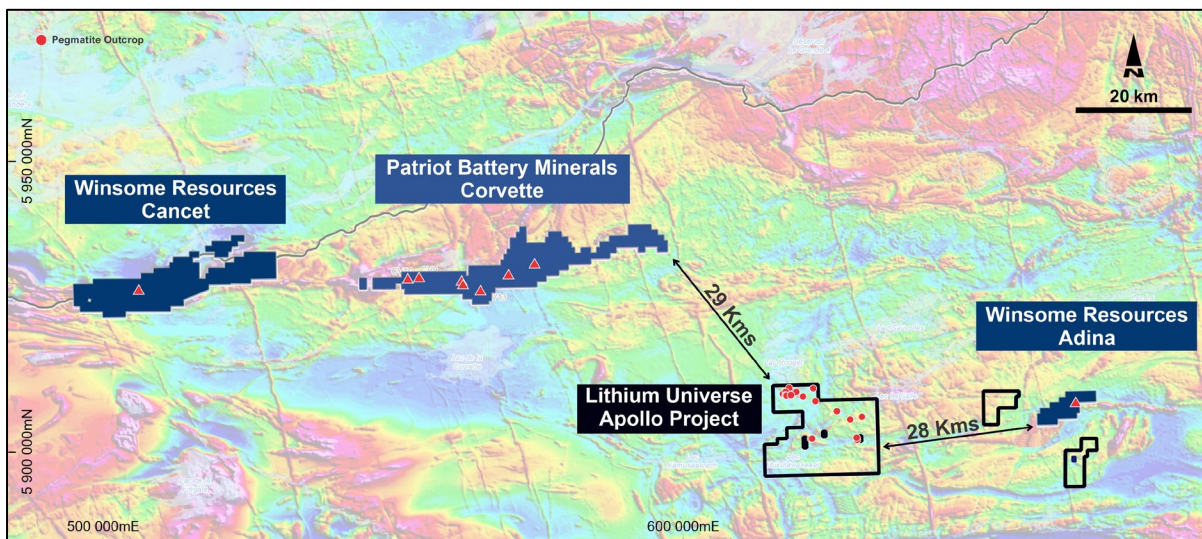 Pegmatite Outcrop
N
20 km
5 950 000mN
Patriot Battery Minerals
Corvette
Winsome Resources
Cancet
29 Kms
Winsome Resources
Adina
Lithium Universe
Apollo Project
28 Kms
5 900 000mN
500 000mE
600 000mE